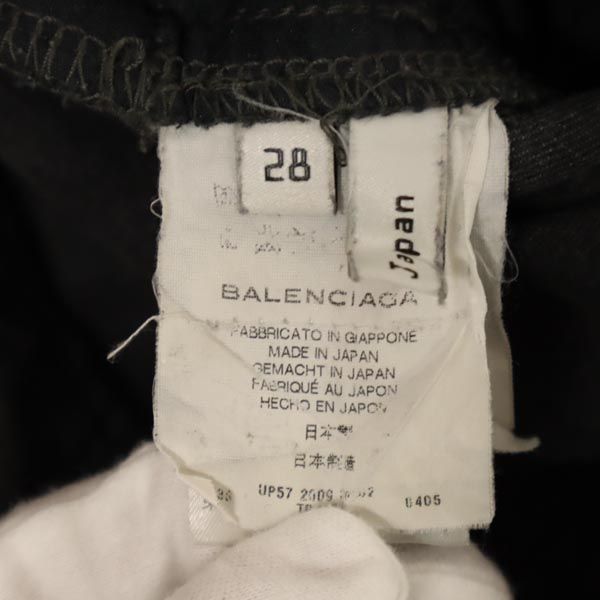 28
Japan
BALENCIAGA
FABBRICATO IN GIAPPONE
MADE IN JAPAN
GEMACHT IN JAPAN
FABRIQUÉ AU JAPON
HECHO EN JAPON
日本製
日本制造
UP57 2009
0405